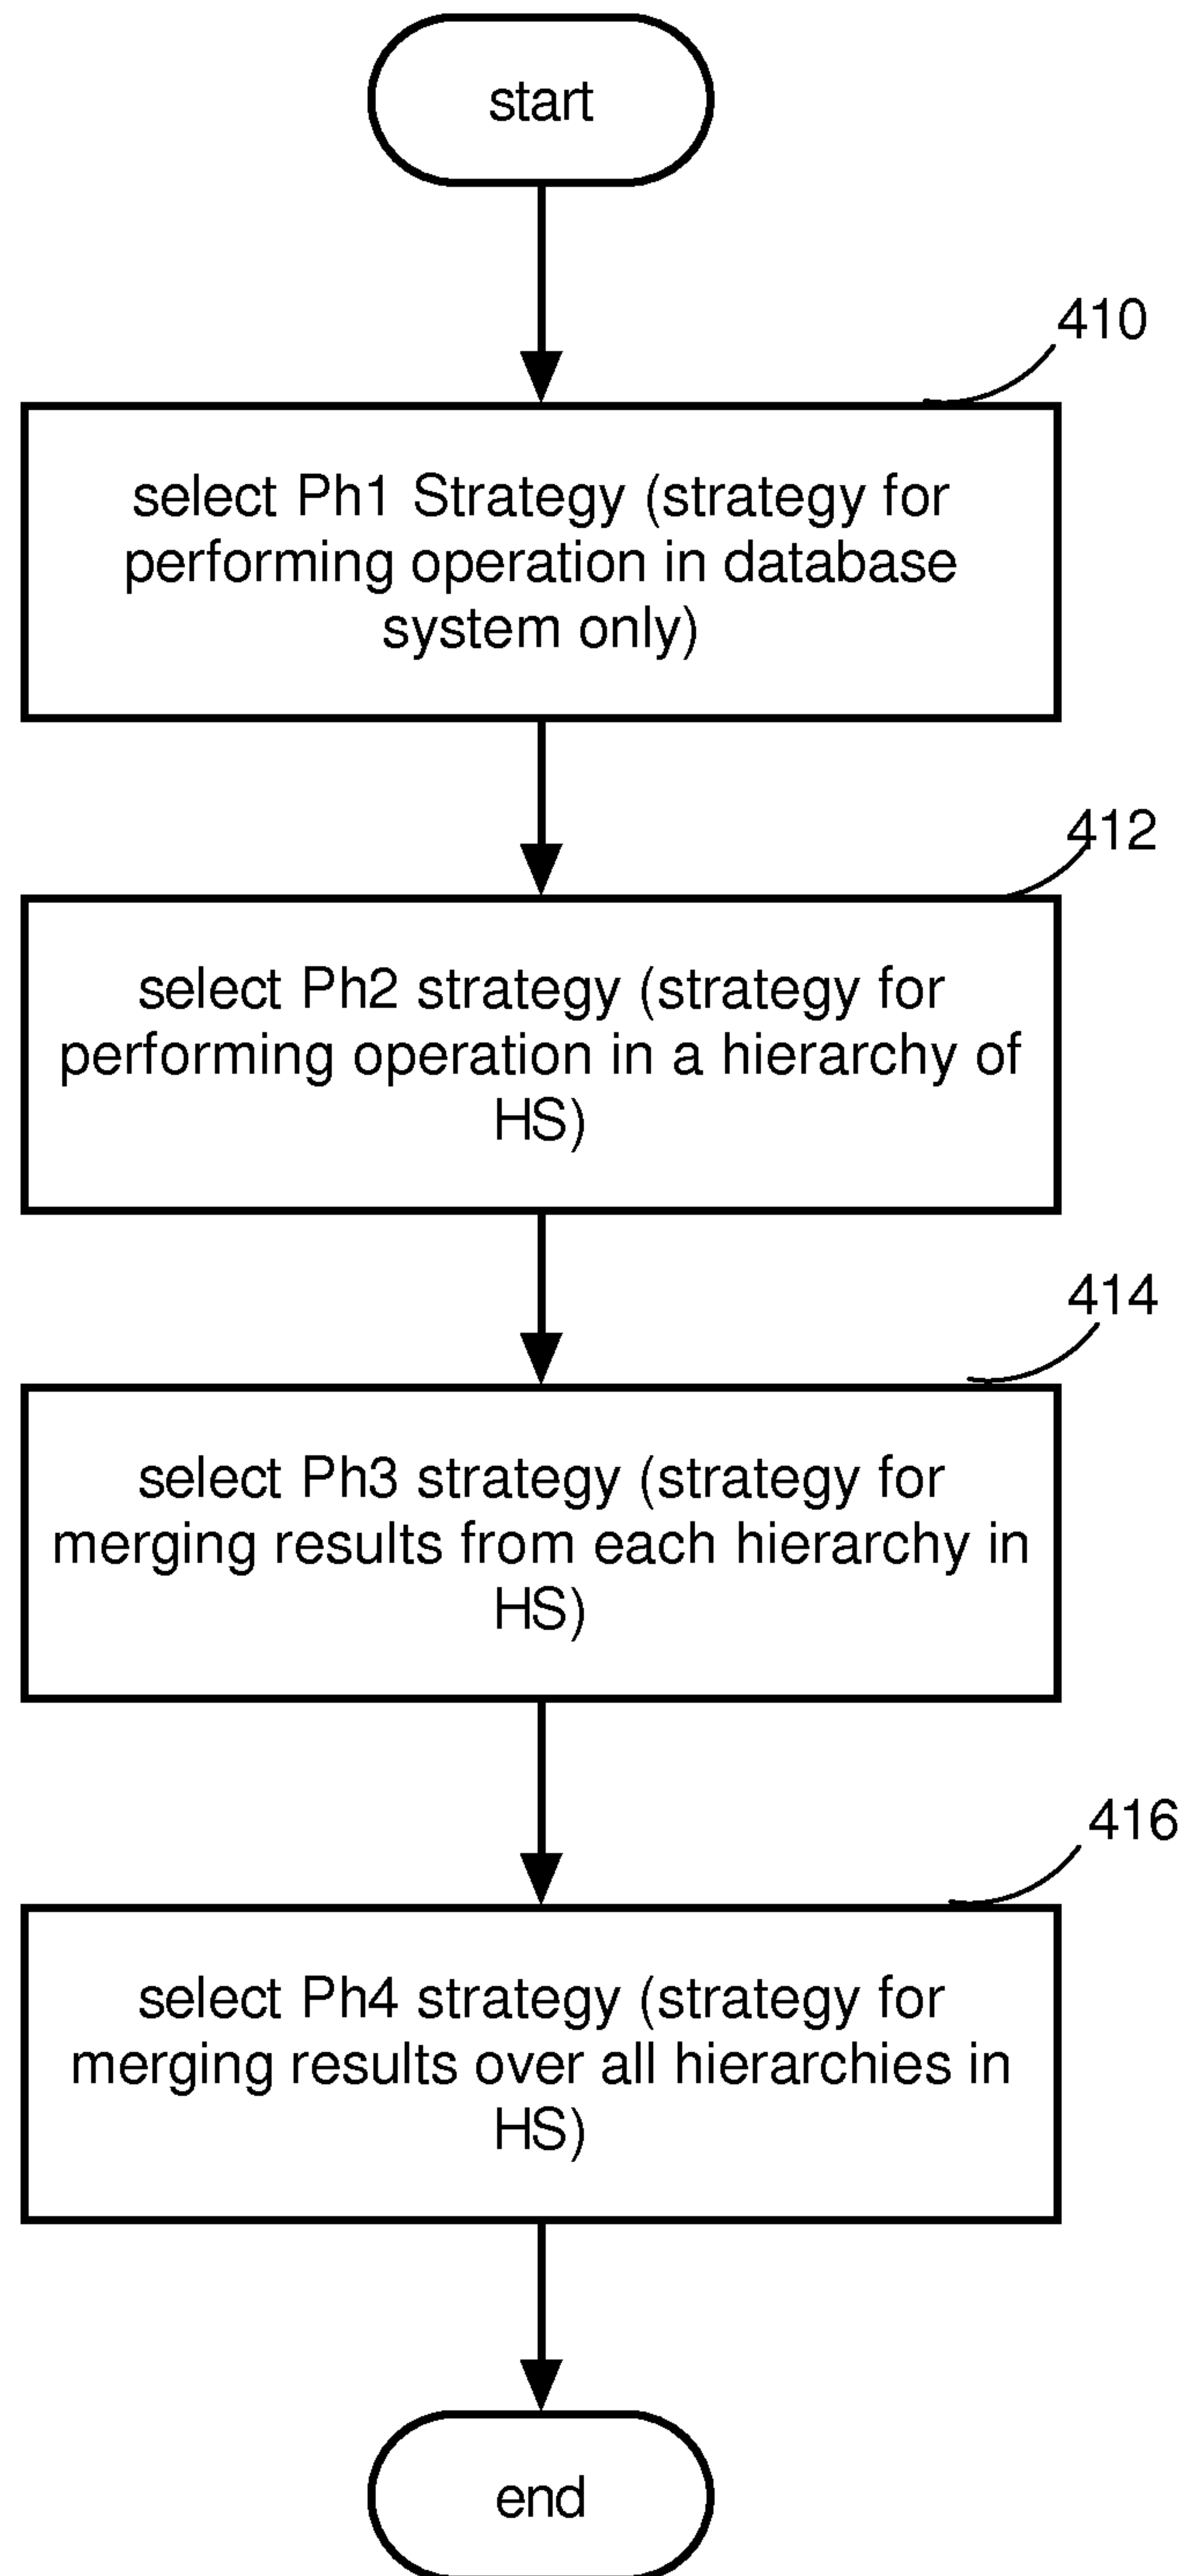 start
410
select Ph1 Strategy (strategy for
performing operation in database
system only)
412
select Ph2 strategy (strategy for
performing operation in a hierarchy of
HS)
414
select Ph3 strategy (strategy for
merging results from each hierarchy in
HS)
416
select Ph4 strategy (strategy for
merging results over all hierarchies in
HS)
end